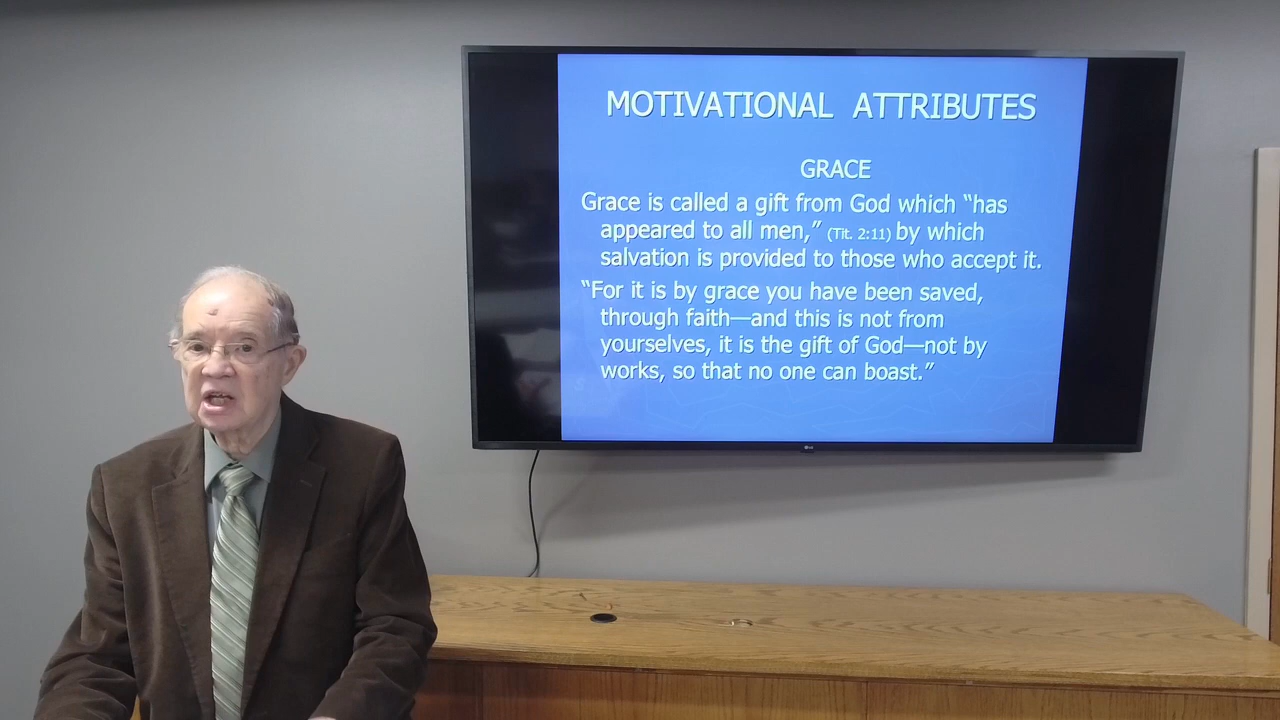 MOTIVATIONAL ATTRIBUTES
GRACE
Grace is called a gift from God which “has
appeared to all men,” (Tit. 2:11) by which
salvation is provided to those who accept it.
“For it is by grace you have been saved,
through faith—and this is not from
yourselves, it is the gift of God—not by
works, so that no one can boast.”
LG